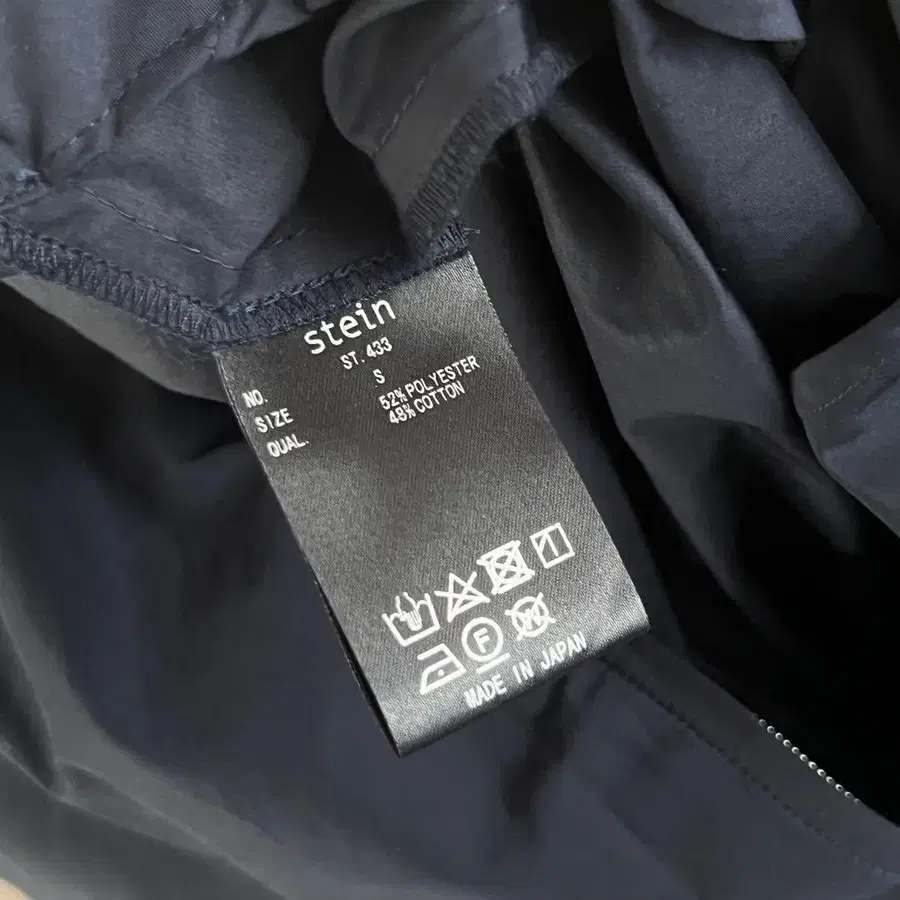 stein
NO. ST.433
SIZE S
QUAL. 52% POLYESTER
48% COTTON
F
W
MADE IN JAPAN